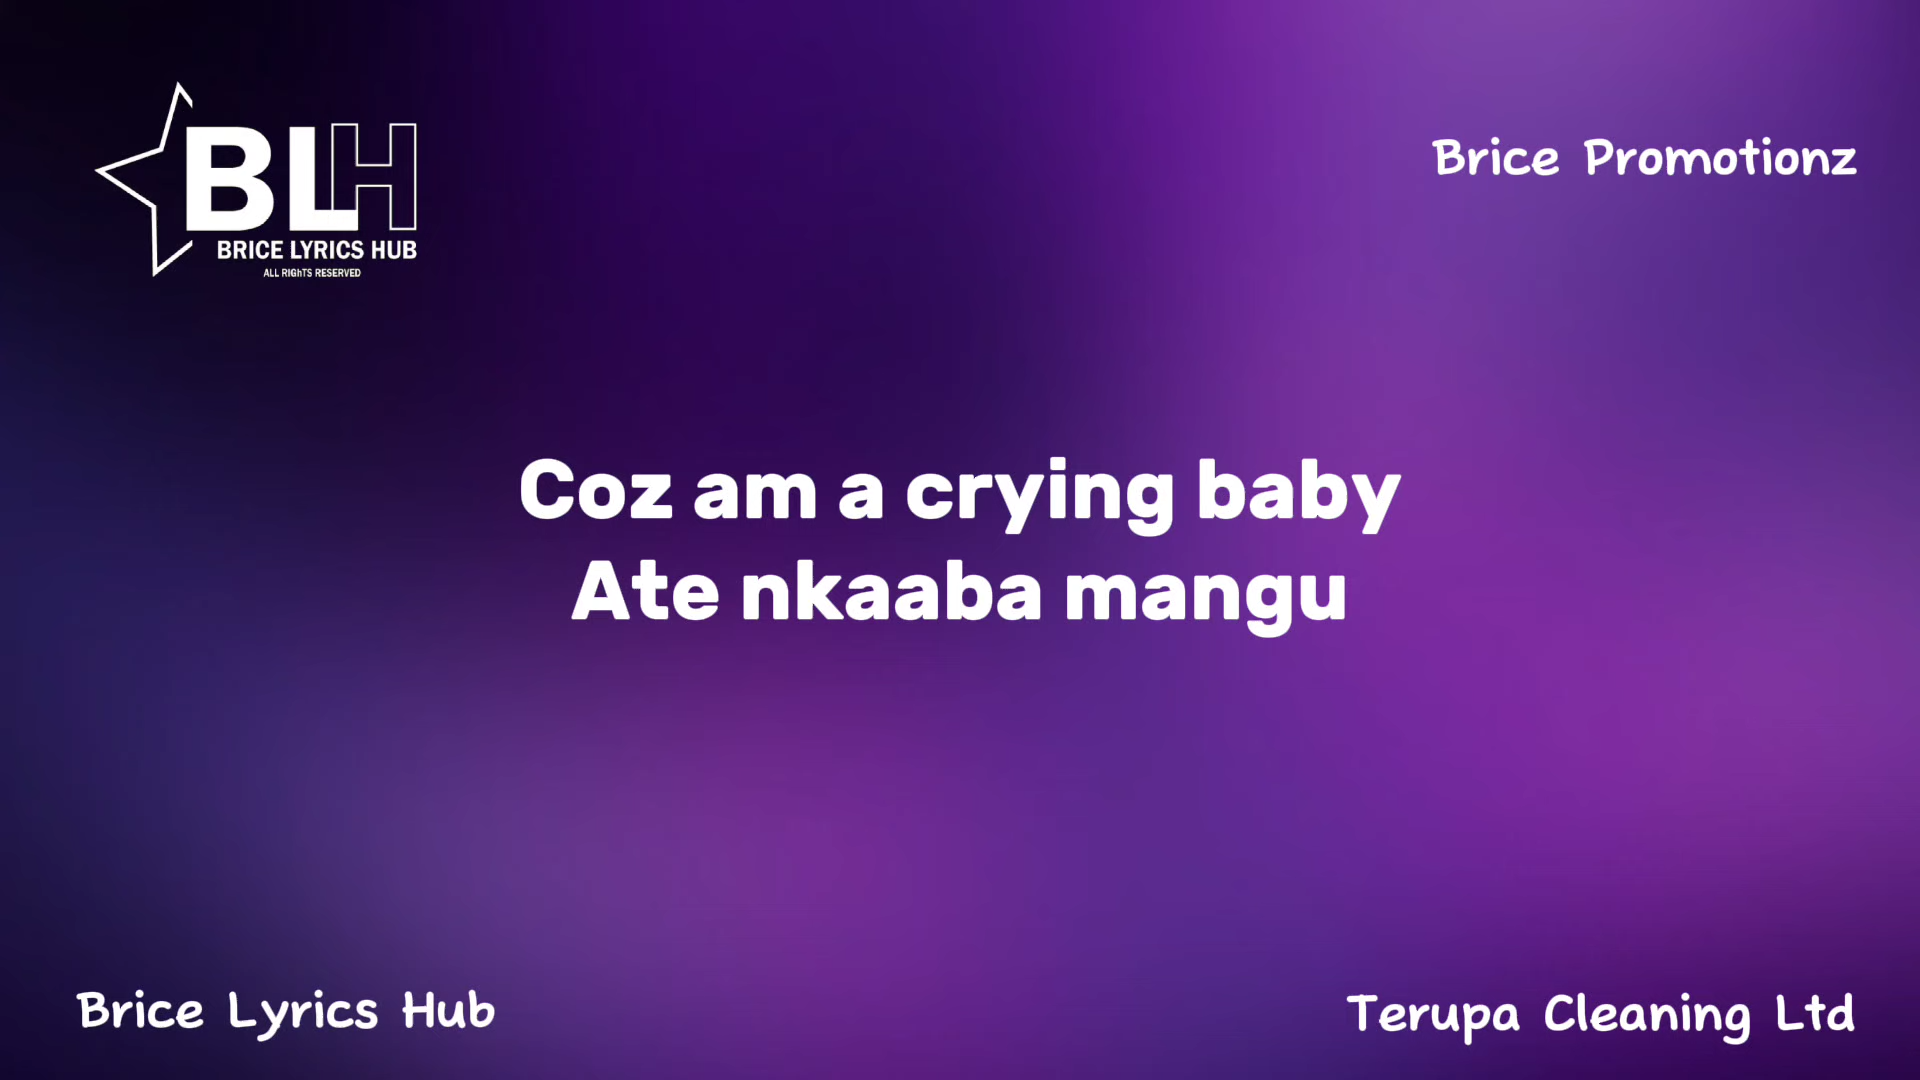 BLH
BRICE LYRICS HUB
ALL RIGhTS RESERVED
Brice Promotionz
Coz am a crying baby
Ate nkaaba mangu
Brice Lyrics Hub
Terupa Cleaning Ltd